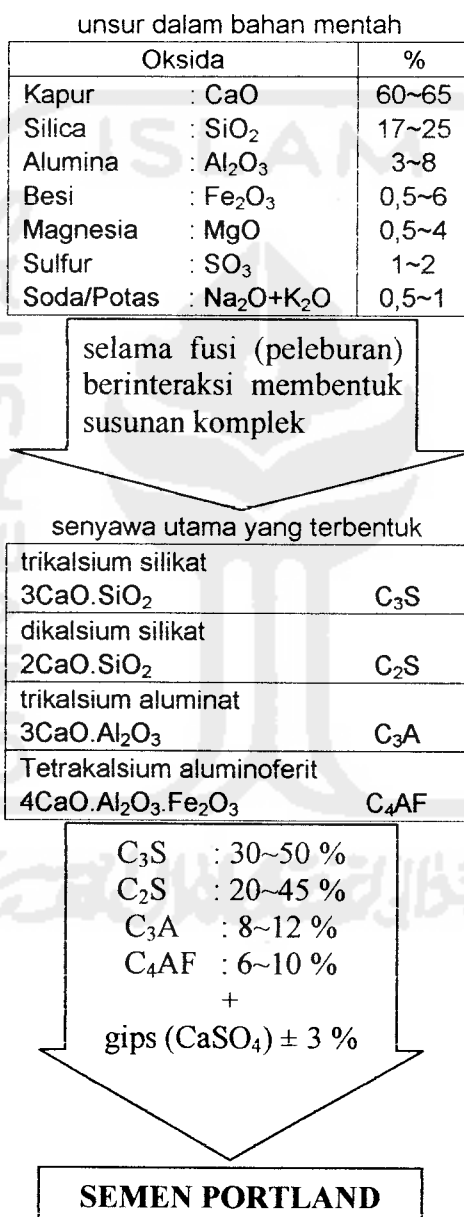 unsur dalam bahan mentah
Oksida %
Kapur : CaO 60~65
Silica : SiO₂ 17~25
Alumina : Al₂O₃ 3~8
Besi : Fe₂O₃ 0,5~6
Magnesia : MgO 0,5~4
Sulfur : SO₃ 1~2
Soda/Potas : Na₂O+K₂O 0,5~1
selama fusi (peleburan)
berinteraksi membentuk
susunan komplek
senyawa utama yang terbentuk
trikalsium silikat
3CaO.SiO₂ C₃S
dikalsium silikat
2CaO.SiO₂ C₂S
trikalsium aluminat
3CaO.Al₂O₃ C₃A
Tetrakalsium aluminoferit
4CaO.Al₂O₃.Fe₂O₃ C₄AF
C₃S : 30~50 %
C₂S : 20~45 %
C₃A : 8~12 %
C₄AF : 6~10 %
+
gips (CaSO₄) ± 3 %
SEMEN PORTLAND
ISLAM